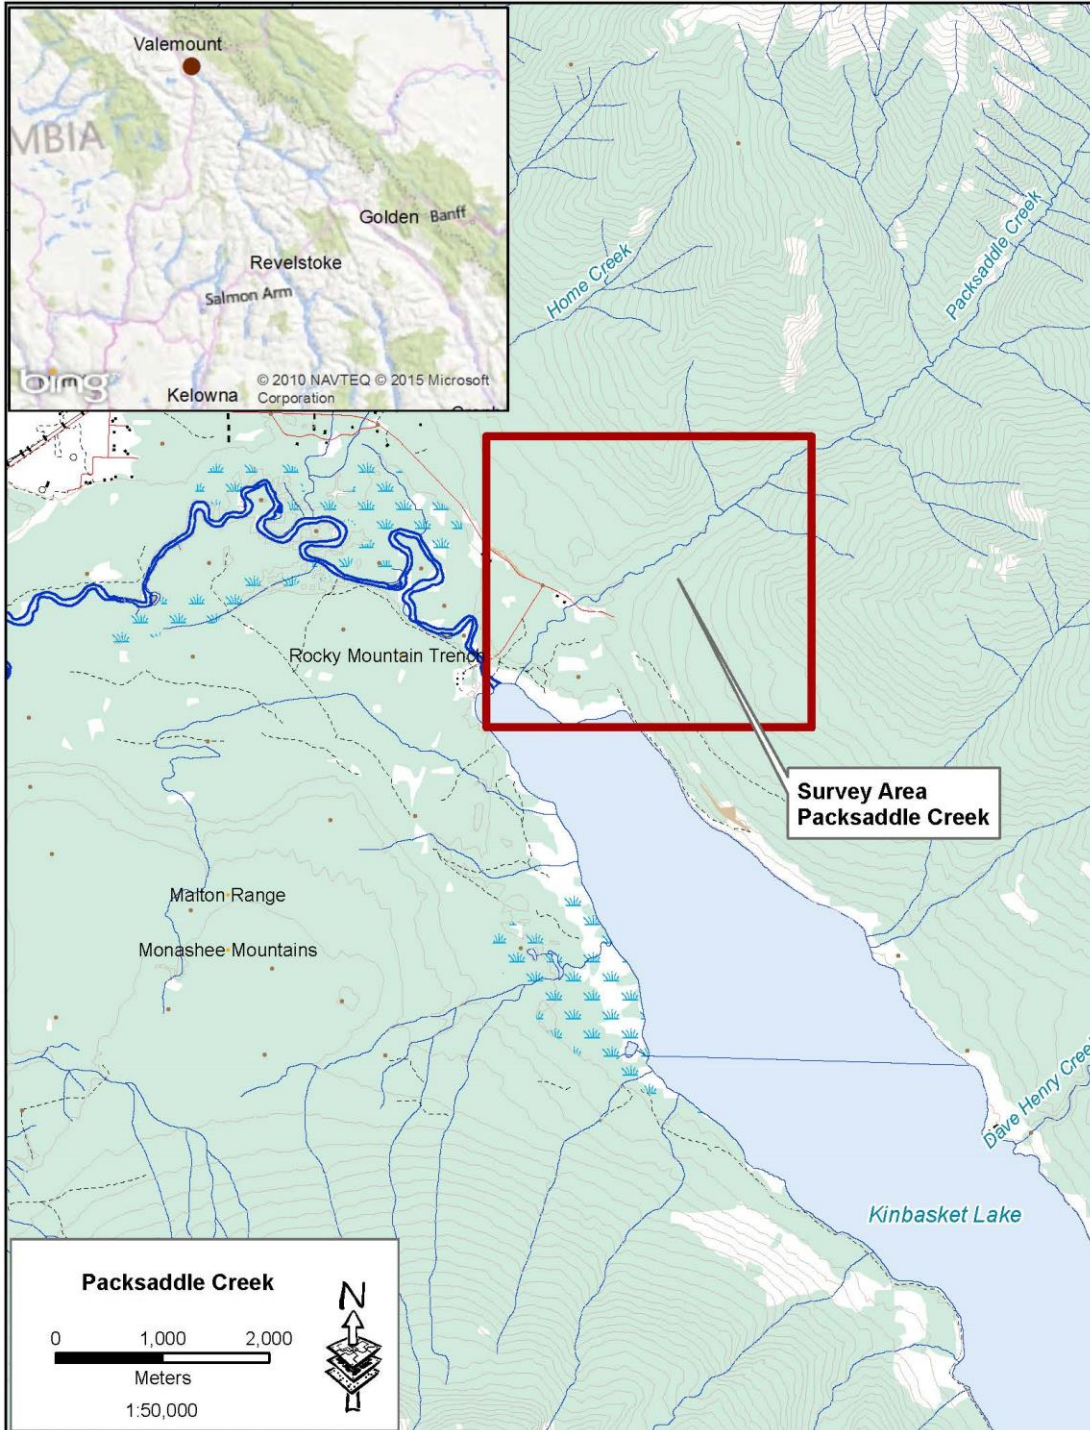 Valemount
MBIA
Golden
Banff
Revelstoke
Salmon Arm
bing
Kelowna
© 2010 NAVTEQ © 2015 Microsoft
Corporation
Home Creek
Packsaddle Creek
Rocky Mountain Trench
Survey Area
Packsaddle Creek
Malton Range
Monashee Mountains
Dave Henry Creek
Kinbasket Lake
Packsaddle Creek
N
0 1,000 2,000
Meters
1:50,000